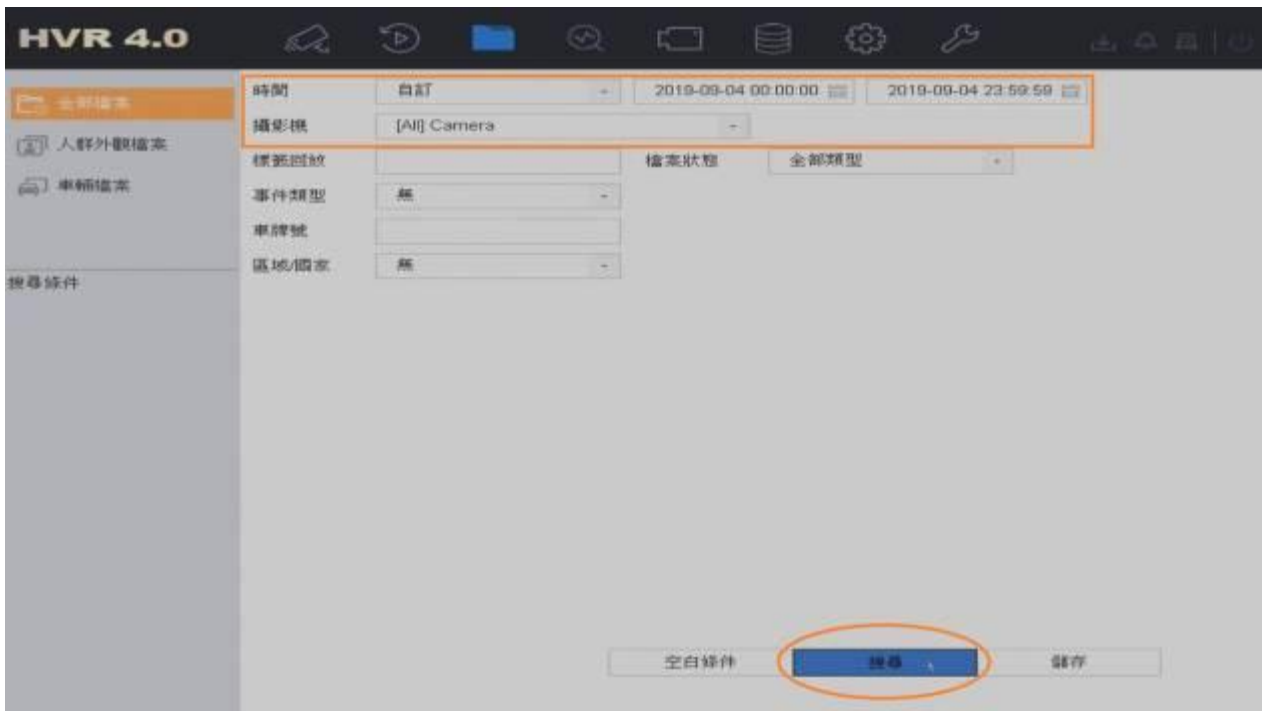 HVR 4.0
全部檔案
人群外觀檔案
車輛檔案
搜尋條件
時間 自訂 2019-09-04 00:00:00 2019-09-04 23:59:59
攝影機 [All] Camera
標籤回放 檔案狀態 全部類型
事件類型 無
車牌號
區域/國家 無
空白條件 搜尋 儲存